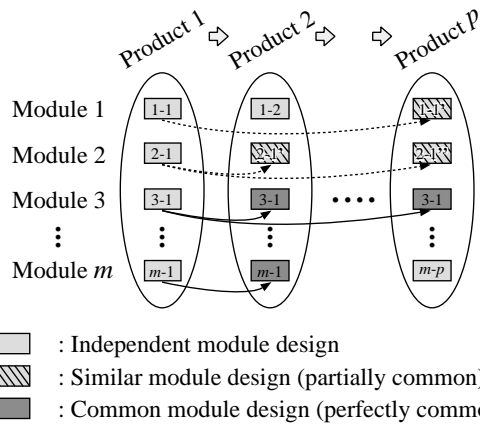 Product 1 Product 2 Product p
Module 1 1-1 1-2 1-1'
Module 2 2-1 2-1' 2-1''
Module 3 3-1 3-1 3-1
Module m m-1 m-1 m-p
: Independent module design
: Similar module design (partially common)
: Common module design (perfectly commo